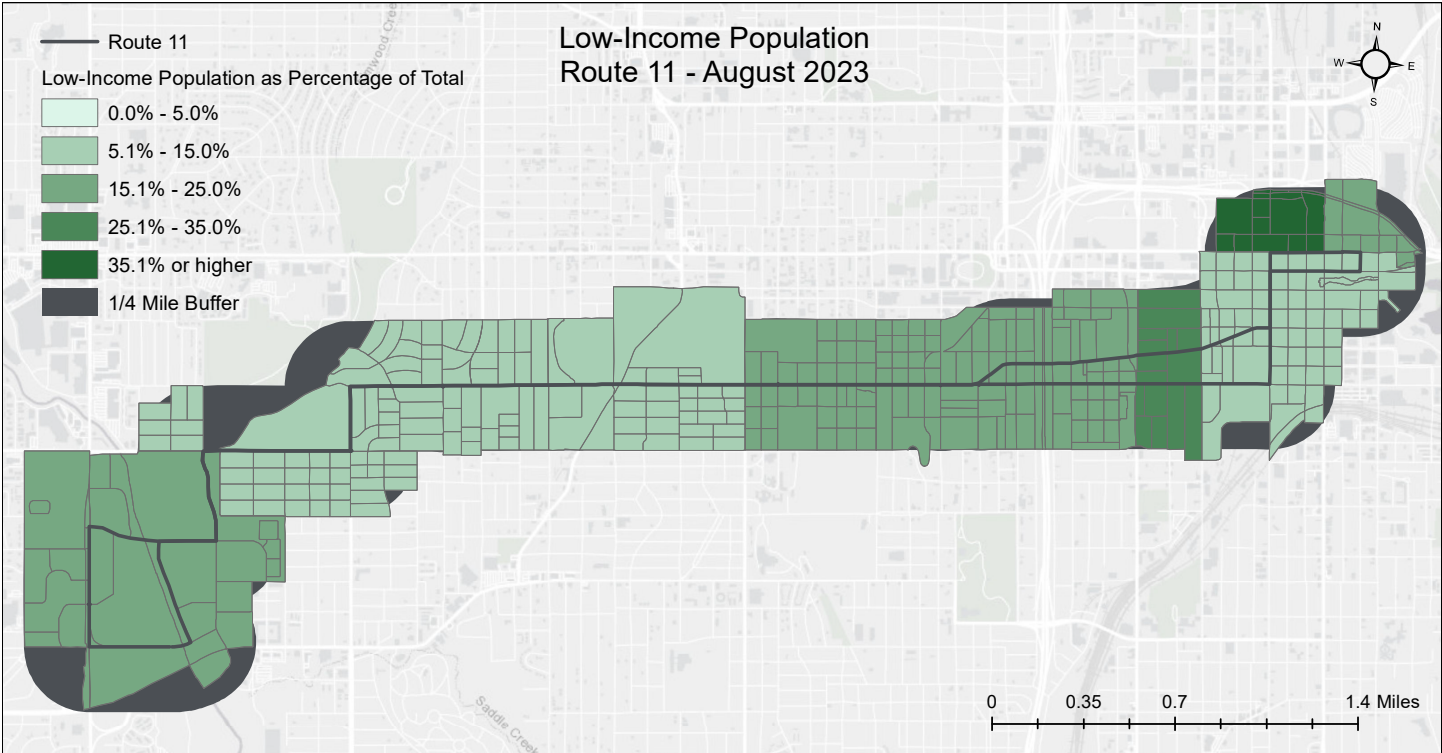 Low-Income Population
Route 11 - August 2023
Route 11
Low-Income Population as Percentage of Total
0.0% - 5.0%
5.1% - 15.0%
15.1% - 25.0%
25.1% - 35.0%
35.1% or higher
1/4 Mile Buffer
N
W E
S
Saddle Creek
0 0.35 0.7 1.4 Miles